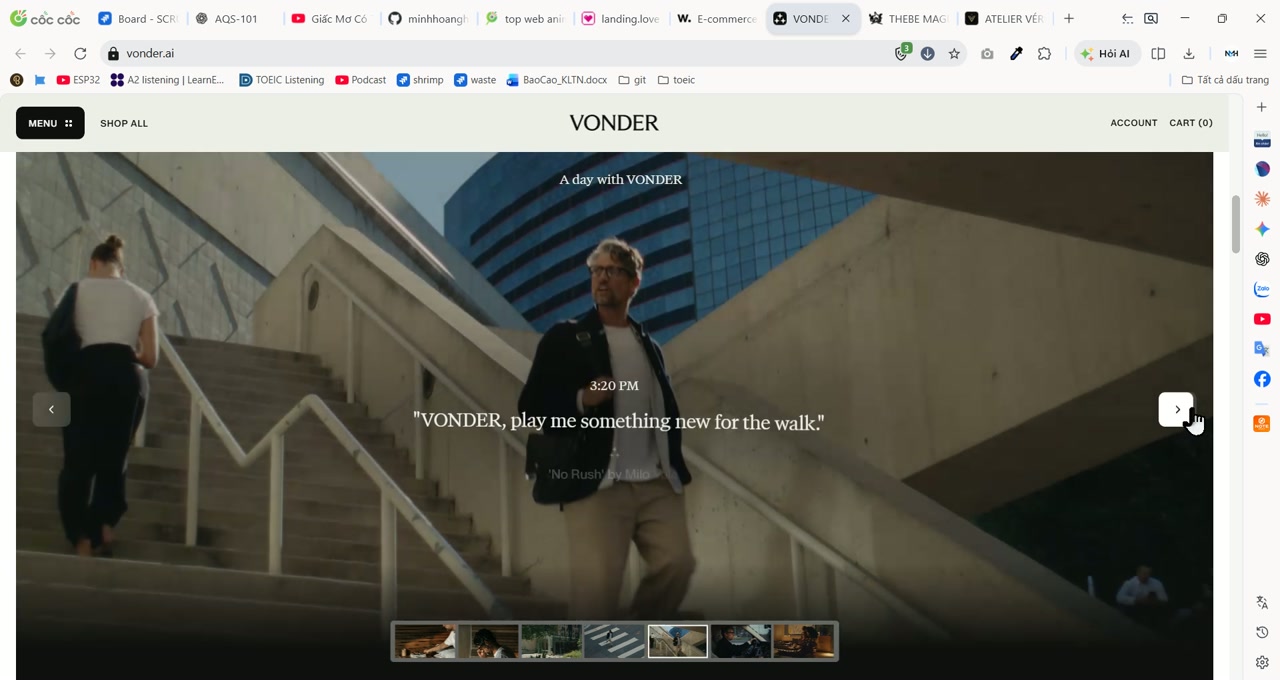 cốc cốc
Board - SCRI
AQS-101
Giấc Mơ Có
minhhoangh
top web ani
landing.love
W. E-commerce
VONDE
THEBE MAG
ATELIER VÉR
vonder.ai
3
Hỏi AI
ESP32
A2 listening | LearnE...
TOEIC Listening
Podcast
shrimp
waste
BaoCao_KLTN.docx
git
toeic
Tất cả dấu trang
MENU
SHOP ALL
VONDER
ACCOUNT
CART (0)
A day with VONDER
3:20 PM
"VONDER, play me something new for the walk."
'No Rush' by Milo
Zalo